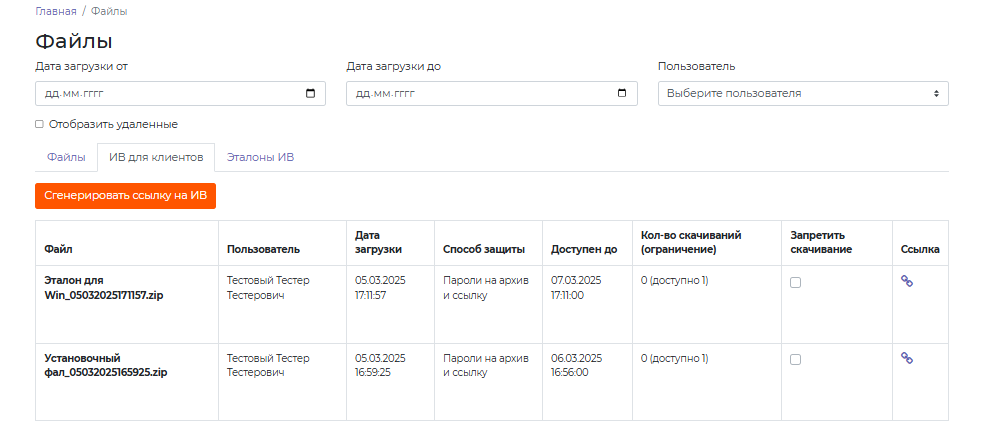 Главная / Файлы
Файлы
Дата загрузки от
Дата загрузки до
Пользователь
дд.мм.гггг
дд.мм.гггг
Выберите пользователя
Отобразить удаленные
Файлы
ИВ для клиентов
Эталоны ИВ
Сгенерировать ссылку на ИВ
Файл
Пользователь
Дата
загрузки
Способ защиты
Доступен до
Кол-во скачиваний
(ограничение)
Запретить
скачивание
Ссылка
Эталон для
Win_05032025171157.zip
Тестовый Тестер
Тестерович
05.03.2025
17:11:57
Пароли на архив
и ссылку
07.03.2025
17:11:00
0 (доступно 1)
Установочный
фал_05032025165925.zip
Тестовый Тестер
Тестерович
05.03.2025
16:59:25
Пароли на архив
и ссылку
06.03.2025
16:56:00
0 (доступно 1)